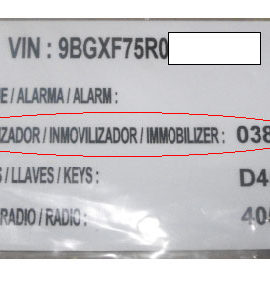 VIN : 9BGXF75R0
E / ALARMA / ALARM :
IZADOR / INMOVILIZADOR / IMMOBILIZER : 038
S / LLAVES / KEYS : D4
RADIO / RADIO : 40